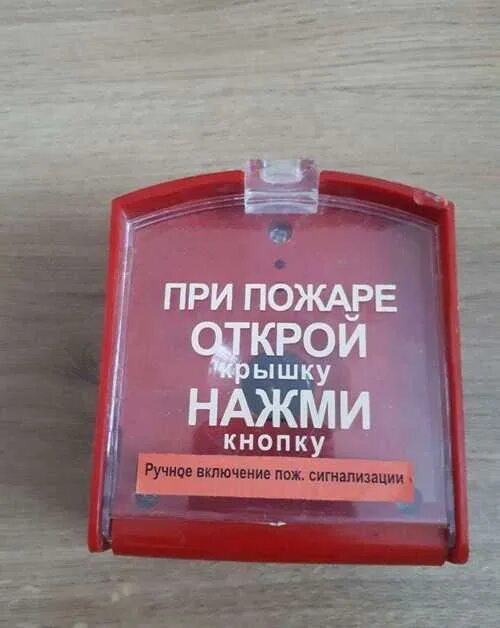 ПРИ ПОЖАРЕ
ОТКРОЙ
крышку
НАЖМИ
кнопку
Ручное включение пож. сигнализации